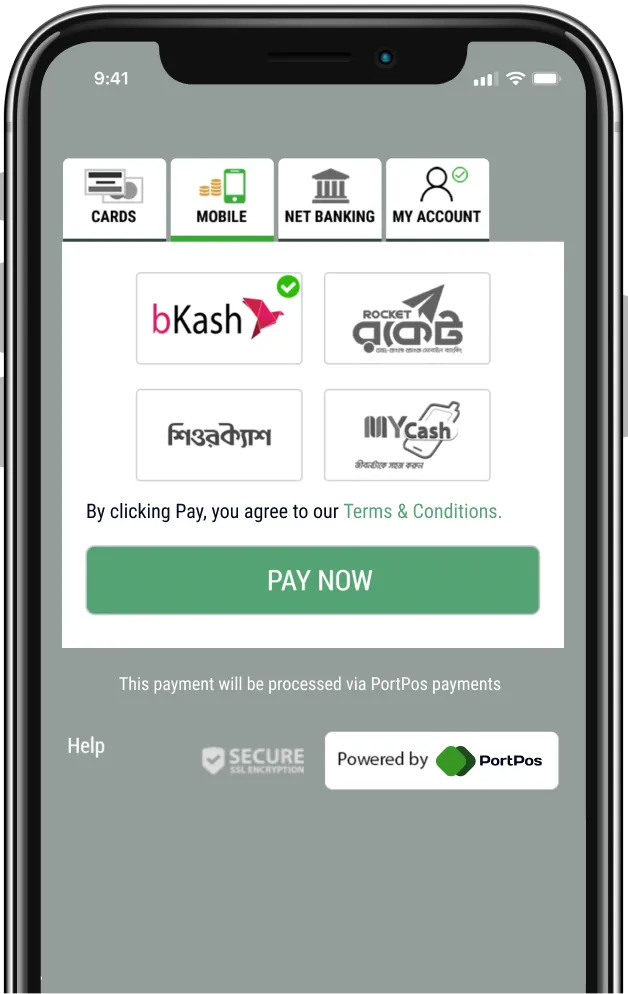 9:41
CARDS
MOBILE
NET BANKING
MY ACCOUNT
bKash
ROCKET
রকেট
শিওরক্যাশ
MYCash
জীবনটাকে সহজ করুন
By clicking Pay, you agree to our Terms & Conditions.
PAY NOW
This payment will be processed via PortPos payments
Help
SECURE
SSL ENCRYPTION
Powered by PortPos